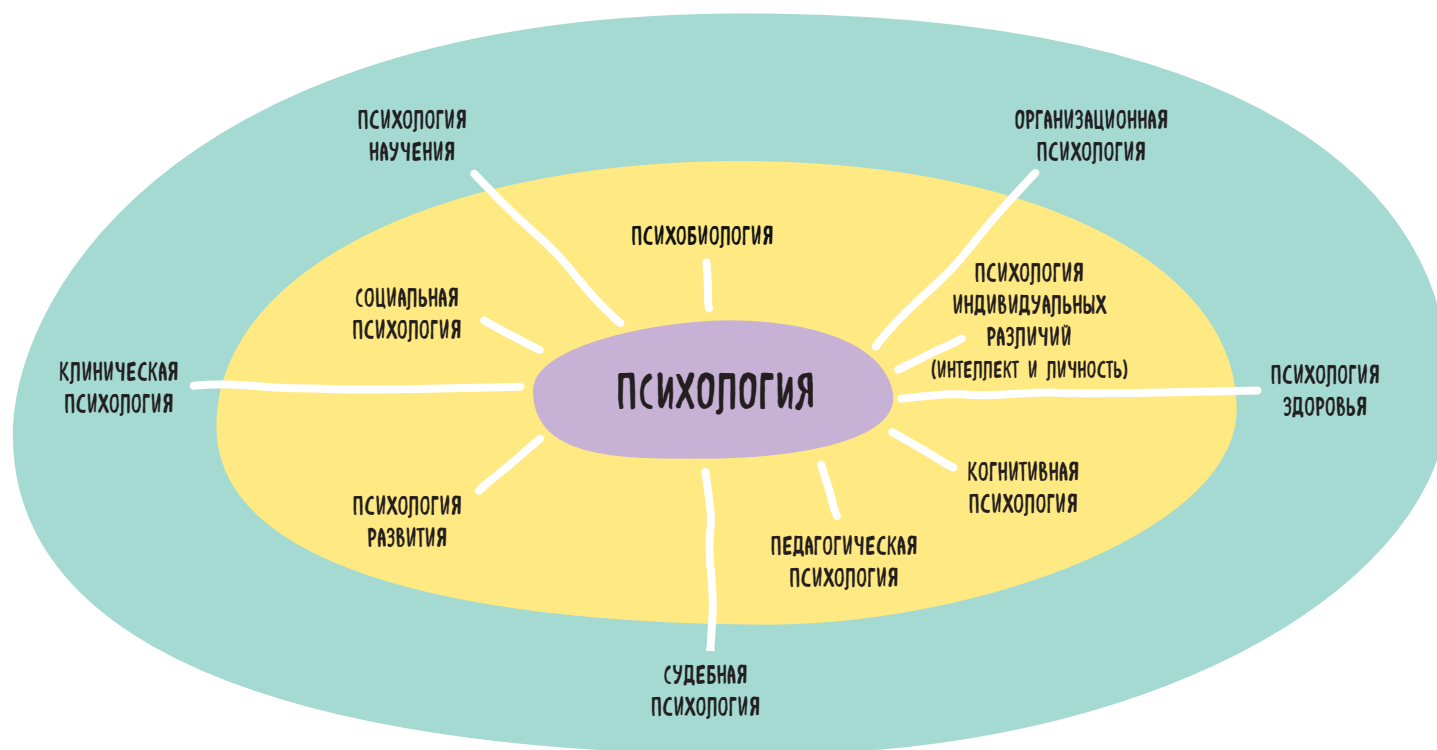 ПСИХОЛОГИЯ
НАУЧЕНИЯ
ОРГАНИЗАЦИОННАЯ
ПСИХОЛОГИЯ
ПСИХОБИОЛОГИЯ
СОЦИАЛЬНАЯ
ПСИХОЛОГИЯ
ПСИХОЛОГИЯ
ИНДИВИДУАЛЬНЫХ
РАЗЛИЧИЙ
(ИНТЕЛЛЕКТ И ЛИЧНОСТЬ)
КЛИНИЧЕСКАЯ
ПСИХОЛОГИЯ
ПСИХОЛОГИЯ
ПСИХОЛОГИЯ
ЗДОРОВЬЯ
ПСИХОЛОГИЯ
РАЗВИТИЯ
КОГНИТИВНАЯ
ПСИХОЛОГИЯ
ПЕДАГОГИЧЕСКАЯ
ПСИХОЛОГИЯ
СУДЕБНАЯ
ПСИХОЛОГИЯ